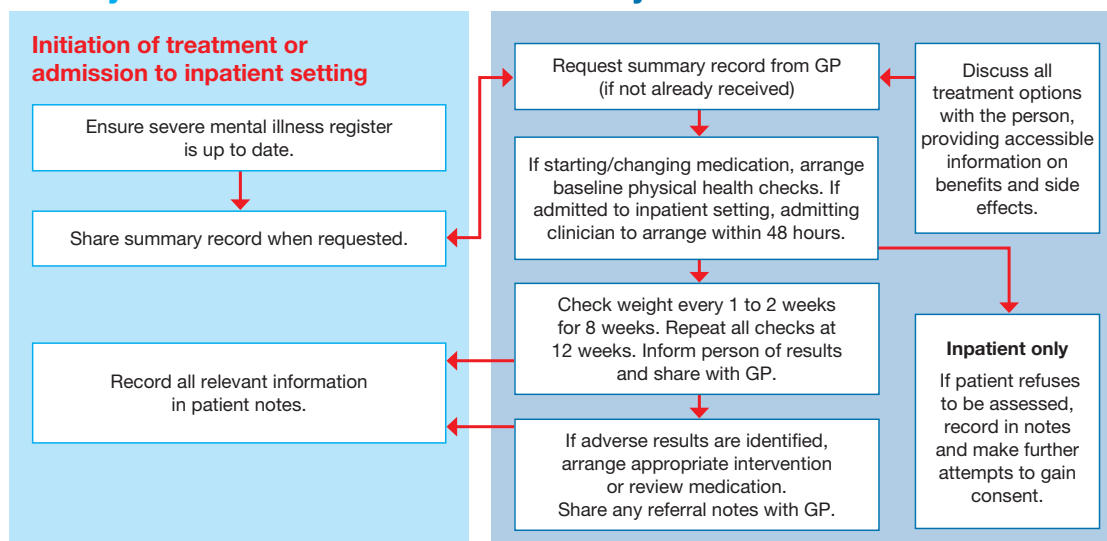 Initiation of treatment or
admission to inpatient setting
Ensure severe mental illness register
is up to date.
Share summary record when requested.
Record all relevant information
in patient notes.
Request summary record from GP
(if not already received)
If starting/changing medication, arrange
baseline physical health checks. If
admitted to inpatient setting, admitting
clinician to arrange within 48 hours.
Check weight every 1 to 2 weeks
for 8 weeks. Repeat all checks at
12 weeks. Inform person of results
and share with GP.
If adverse results are identified,
arrange appropriate intervention
or review medication.
Share any referral notes with GP.
Discuss all
treatment options
with the person,
providing accessible
information on
benefits and side
effects.
Inpatient only
If patient refuses
to be assessed,
record in notes
and make further
attempts to gain
consent.